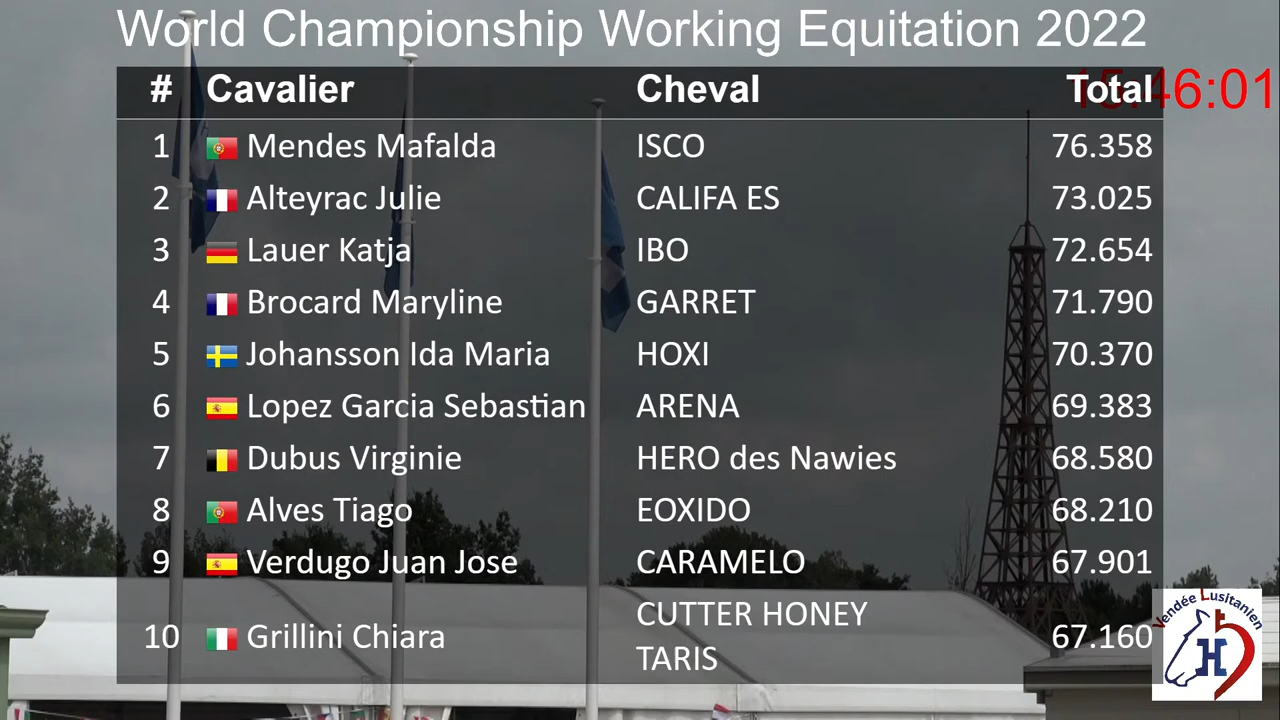 World Championship Working Equitation 2022
# Cavalier Cheval Total
:46:01
1 Mendes Mafalda ISCO 76.358
2 Alteyrac Julie CALIFA ES 73.025
3 Lauer Katja IBO 72.654
4 Brocard Maryline GARRET 71.790
5 Johansson Ida Maria HOXI 70.370
6 Lopez Garcia Sebastian ARENA 69.383
7 Dubus Virginie HERO des Nawies 68.580
8 Alves Tiago EOXIDO 68.210
9 Verdugo Juan Jose CARAMELO 67.901
10 Grillini Chiara CUTTER HONEY TARIS 67.160
Vendée Lusitanien
H